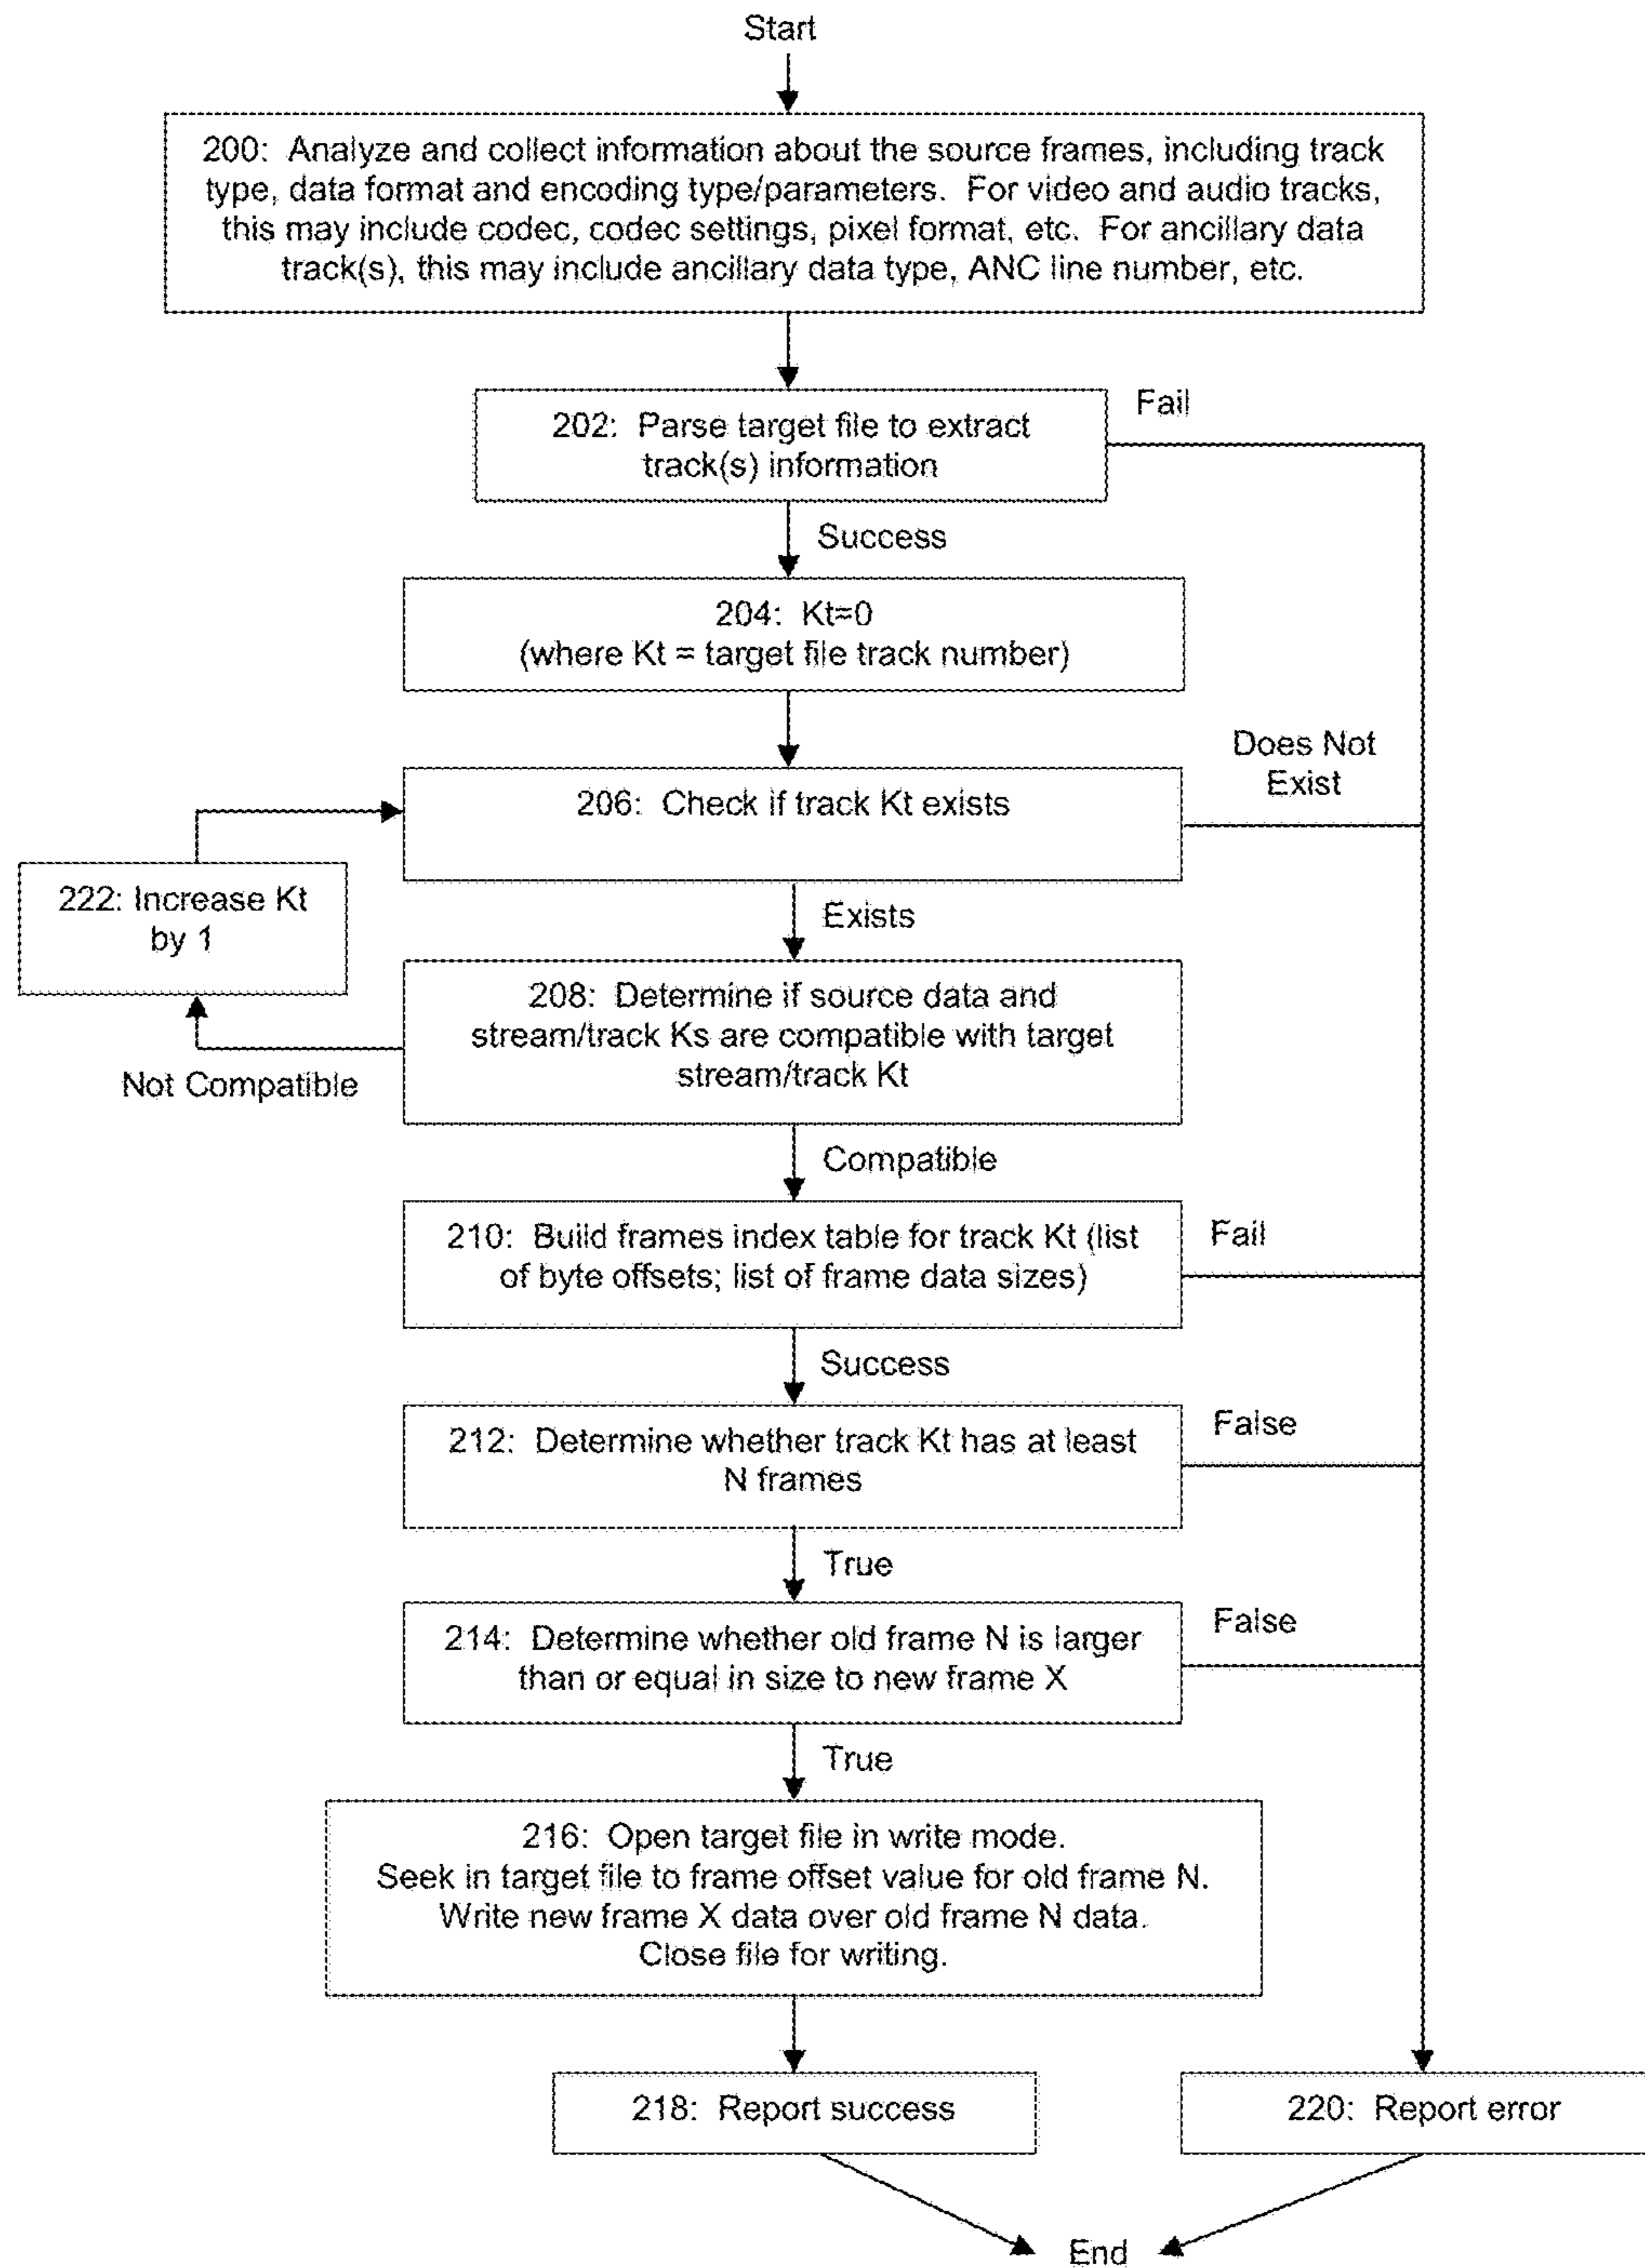 Start
200: Analyze and collect information about the source frames, including track
type, data format and encoding type/parameters. For video and audio tracks,
this may include codec, codec settings, pixel format, etc. For ancillary data
track(s), this may include ancillary data type, ANC line number, etc.
202: Parse target file to extract
track(s) information
Fail
Success
204: Kt=0
(where Kt = target file track number)
206: Check if track Kt exists
Does Not
Exist
222: Increase Kt
by 1
Exists
208: Determine if source data and
stream/track Ks are compatible with target
stream/track Kt
Not Compatible
Compatible
210: Build frames index table for track Kt (list
of byte offsets; list of frame data sizes)
Fail
Success
212: Determine whether track Kt has at least
N frames
False
True
214: Determine whether old frame N is larger
than or equal in size to new frame X
False
True
216: Open target file in write mode.
Seek in target file to frame offset value for old frame N.
Write new frame X data over old frame N data.
Close file for writing.
218: Report success
220: Report error
End